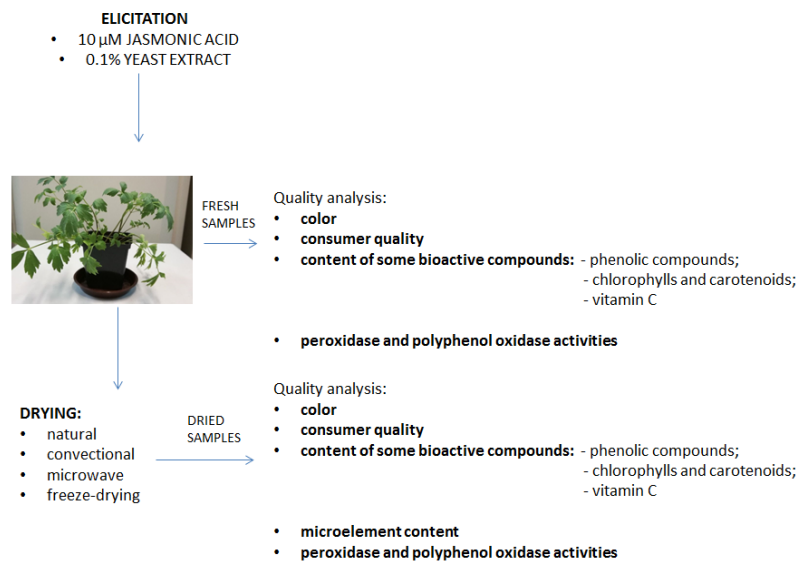 ELICITATION
• 10 µM JASMONIC ACID
• 0.1% YEAST EXTRACT
FRESH
SAMPLES
Quality analysis:
• color
• consumer quality
• content of some bioactive compounds: - phenolic compounds;
- chlorophylls and carotenoids;
- vitamin C
• peroxidase and polyphenol oxidase activities
DRYING:
• natural
• convectional
• microwave
• freeze-drying
DRIED
SAMPLES
Quality analysis:
• color
• consumer quality
• content of some bioactive compounds: - phenolic compounds;
- chlorophylls and carotenoids;
- vitamin C
• microelement content
• peroxidase and polyphenol oxidase activities